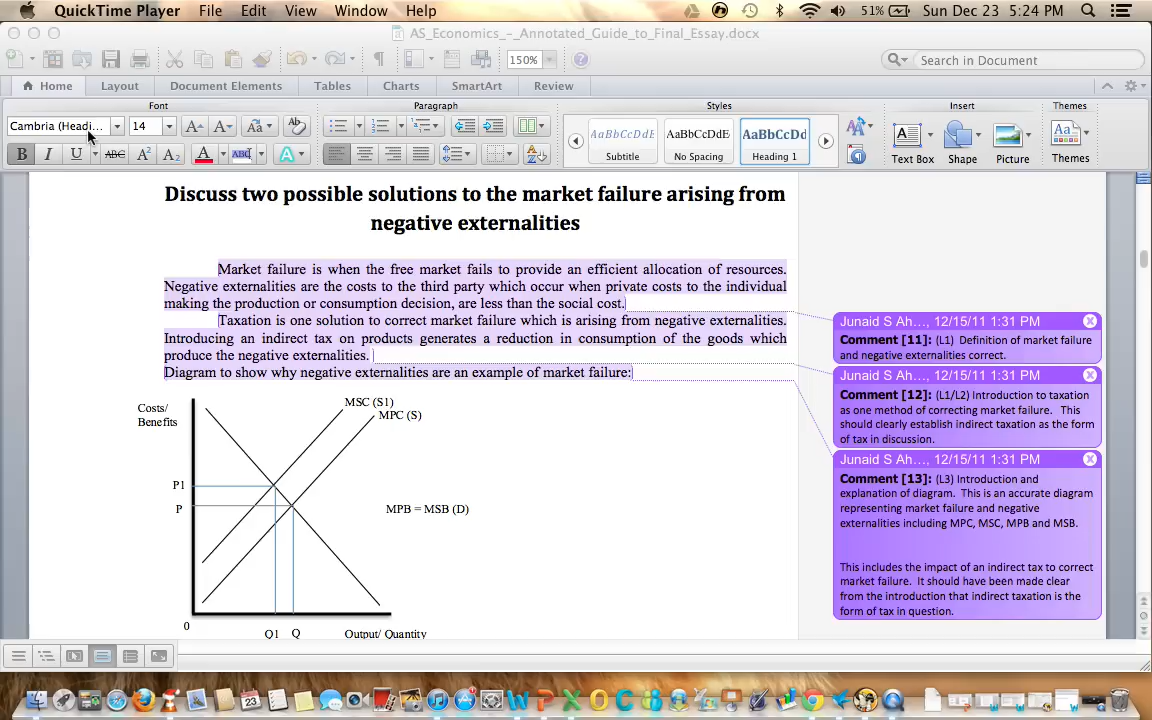 QuickTime Player File Edit View Window Help 51% Sun Dec 23 5:24 PM
AS_Economics_-_Annotated_Guide_to_Final_Essay.docx
150% Search in Document
Home Layout Document Elements Tables Charts SmartArt Review
Font Paragraph Styles Insert Themes
Cambria (Headi... 14
AaBbCcDdE AaBbCcDdE AaBbCcDd
Subtitle No Spacing Heading 1 Text Box Shape Picture Themes
B I U ABC A² A₂ A ABC A
Discuss two possible solutions to the market failure arising from
negative externalities
Market failure is when the free market fails to provide an efficient allocation of resources.
Negative externalities are the costs to the third party which occur when private costs to the individual
making the production or consumption decision, are less than the social cost.
Taxation is one solution to correct market failure which is arising from negative externalities.
Introducing an indirect tax on products generates a reduction in consumption of the goods which
produce the negative externalities.
Diagram to show why negative externalities are an example of market failure:
Costs/
Benefits
MSC (S1)
MPC (S)
P1
P
MPB = MSB (D)
0
Q1 Q Output/ Quantity
Junaid S Ah..., 12/15/11 1:31 PM
Comment [11]: (L1) Definition of market failure
and negative externalities correct.
Junaid S Ah..., 12/15/11 1:31 PM
Comment [12]: (L1/L2) Introduction to taxation
as one method of correcting market failure. This
should clearly establish indirect taxation as the form
of tax in discussion.
Junaid S Ah..., 12/15/11 1:31 PM
Comment [13]: (L3) Introduction and
explanation of diagram. This is an accurate diagram
representing market failure and negative
externalities including MPC, MSC, MPB and MSB.
This includes the impact of an indirect tax to correct
market failure. It should have been made clear
from the introduction that indirect taxation is the
form of tax in question.